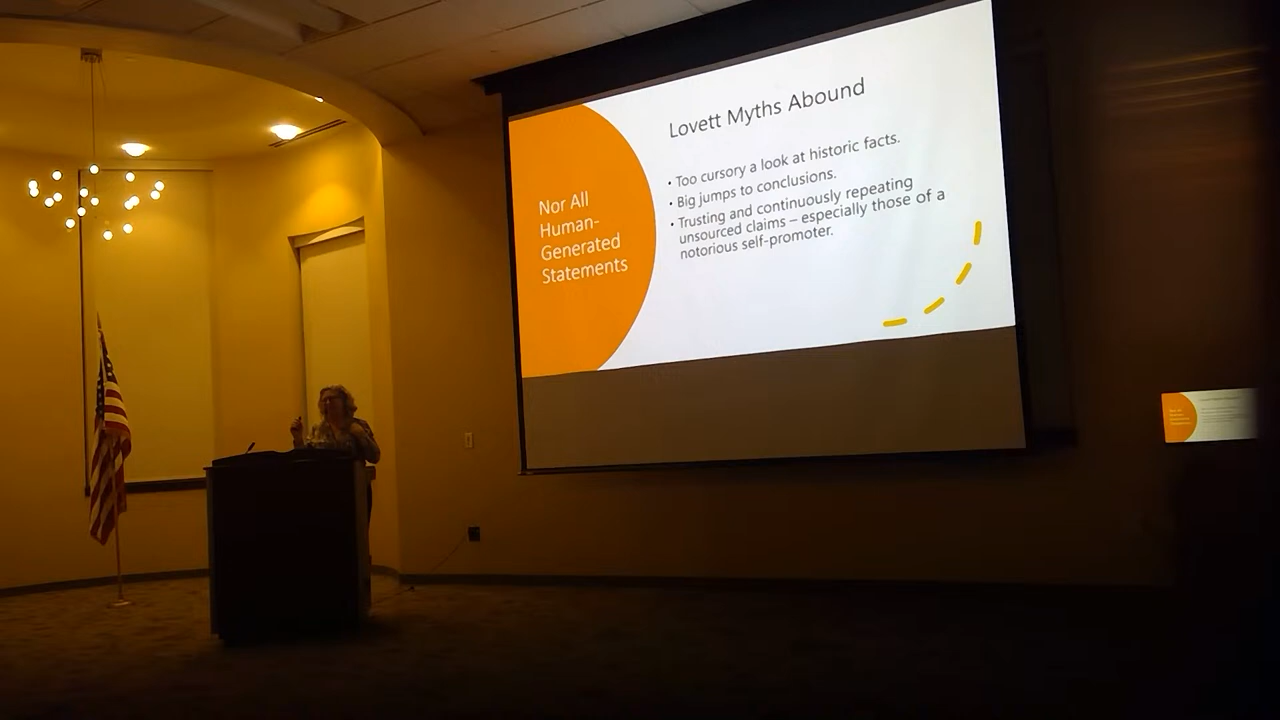 Nor All
Human-
Generated
Statements
Lovett Myths Abound
• Too cursory a look at historic facts.
• Big jumps to conclusions.
• Trusting and continuously repeating
unsourced claims – especially those of a
notorious self-promoter.